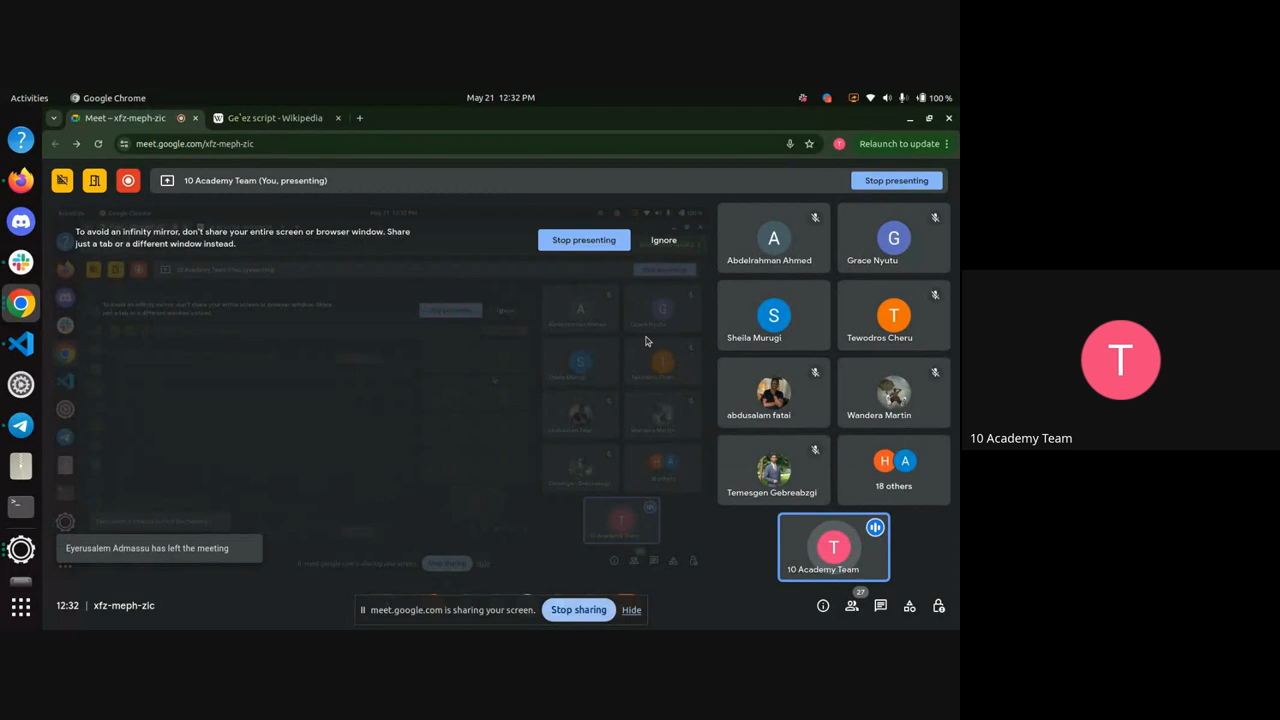 Activities
Google Chrome
May 21 12:32 PM
100 %
Meet – xfz-meph-zic
Ge`ez script - Wikipedia
meet.google.com/xfz-meph-zic
Relaunch to update
10 Academy Team (You, presenting)
Stop presenting
To avoid an infinity mirror, don't share your entire screen or browser window. Share
just a tab or a different window instead.
Stop presenting
Ignore
A
Abdelrahman Ahmed
G
Grace Nyutu
S
Sheila Murugi
T
Tewodros Cheru
abdusalam fatai
Wandera Martin
Temesgen Gebreabzgi
H
A
18 others
T
10 Academy Team
Eyerusalem Admassu has left the meeting
12:32
xfz-meph-zic
meet.google.com is sharing your screen.
Stop sharing
Hide
27
T
10 Academy Team